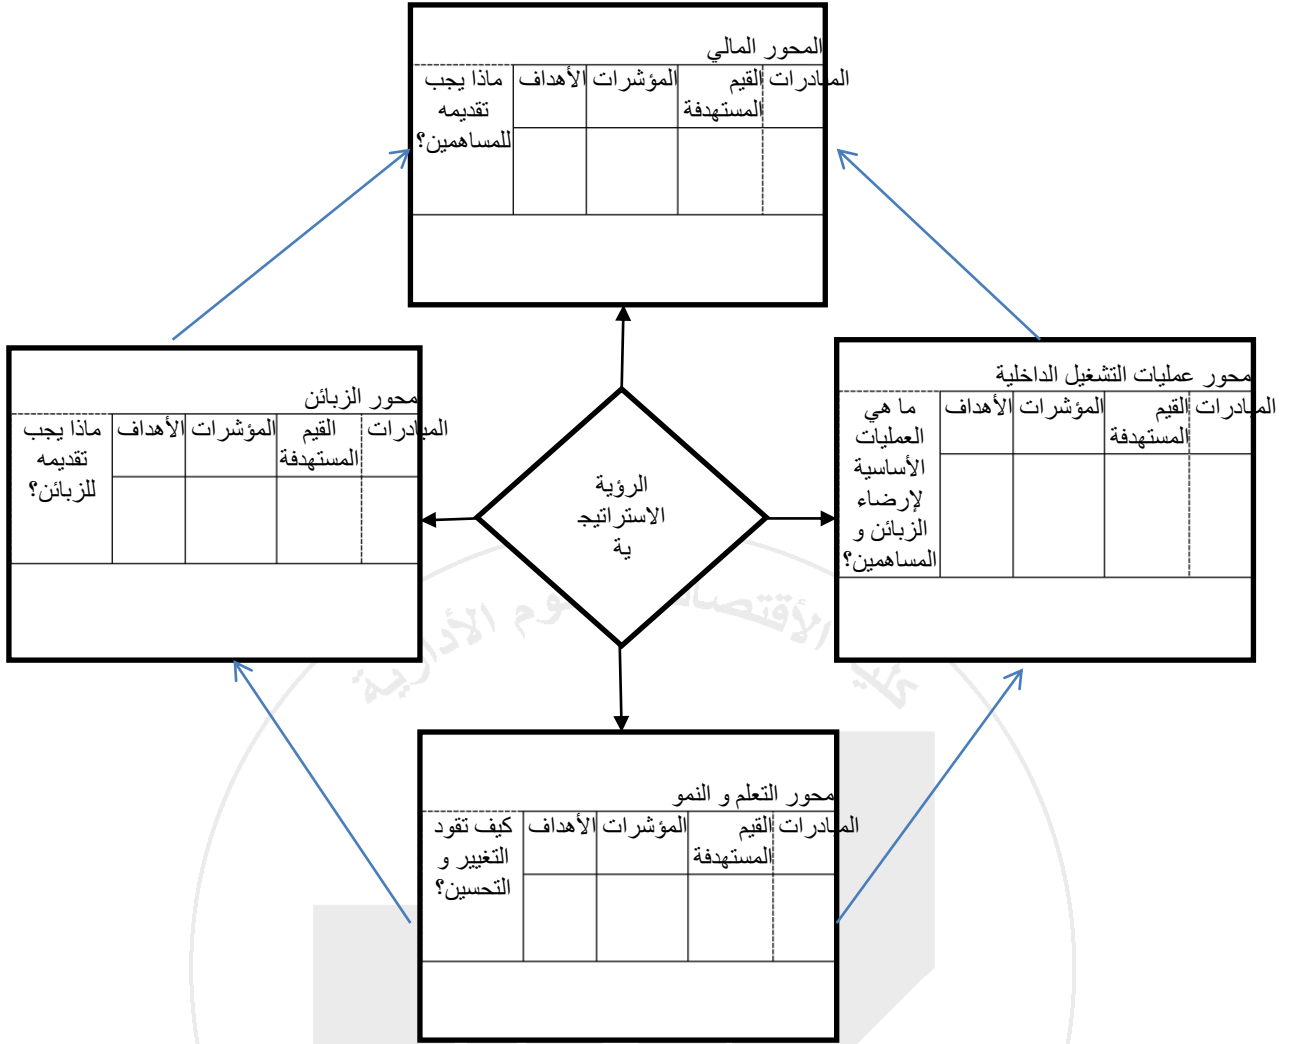 المحور المالي
ماذا يجب
تقديمه
للمساهمين؟
الأهداف
المؤشرات
القيم
المستهدفة
المبادرات
محور الزبائن
ماذا يجب
تقديمه
للزبائن؟
الأهداف
المؤشرات
القيم
المستهدفة
المبادرات
الرؤية
الاستراتيج
ية
محور عمليات التشغيل الداخلية
ما هي
العمليات
الأساسية
لإرضاء
الزبائن و
المساهمين؟
الأهداف
المؤشرات
القيم
المستهدفة
المبادرات
محور التعلم و النمو
كيف تقود
التغيير و
التحسين؟
الأهداف
المؤشرات
القيم
المستهدفة
المبادرات
الأدارية